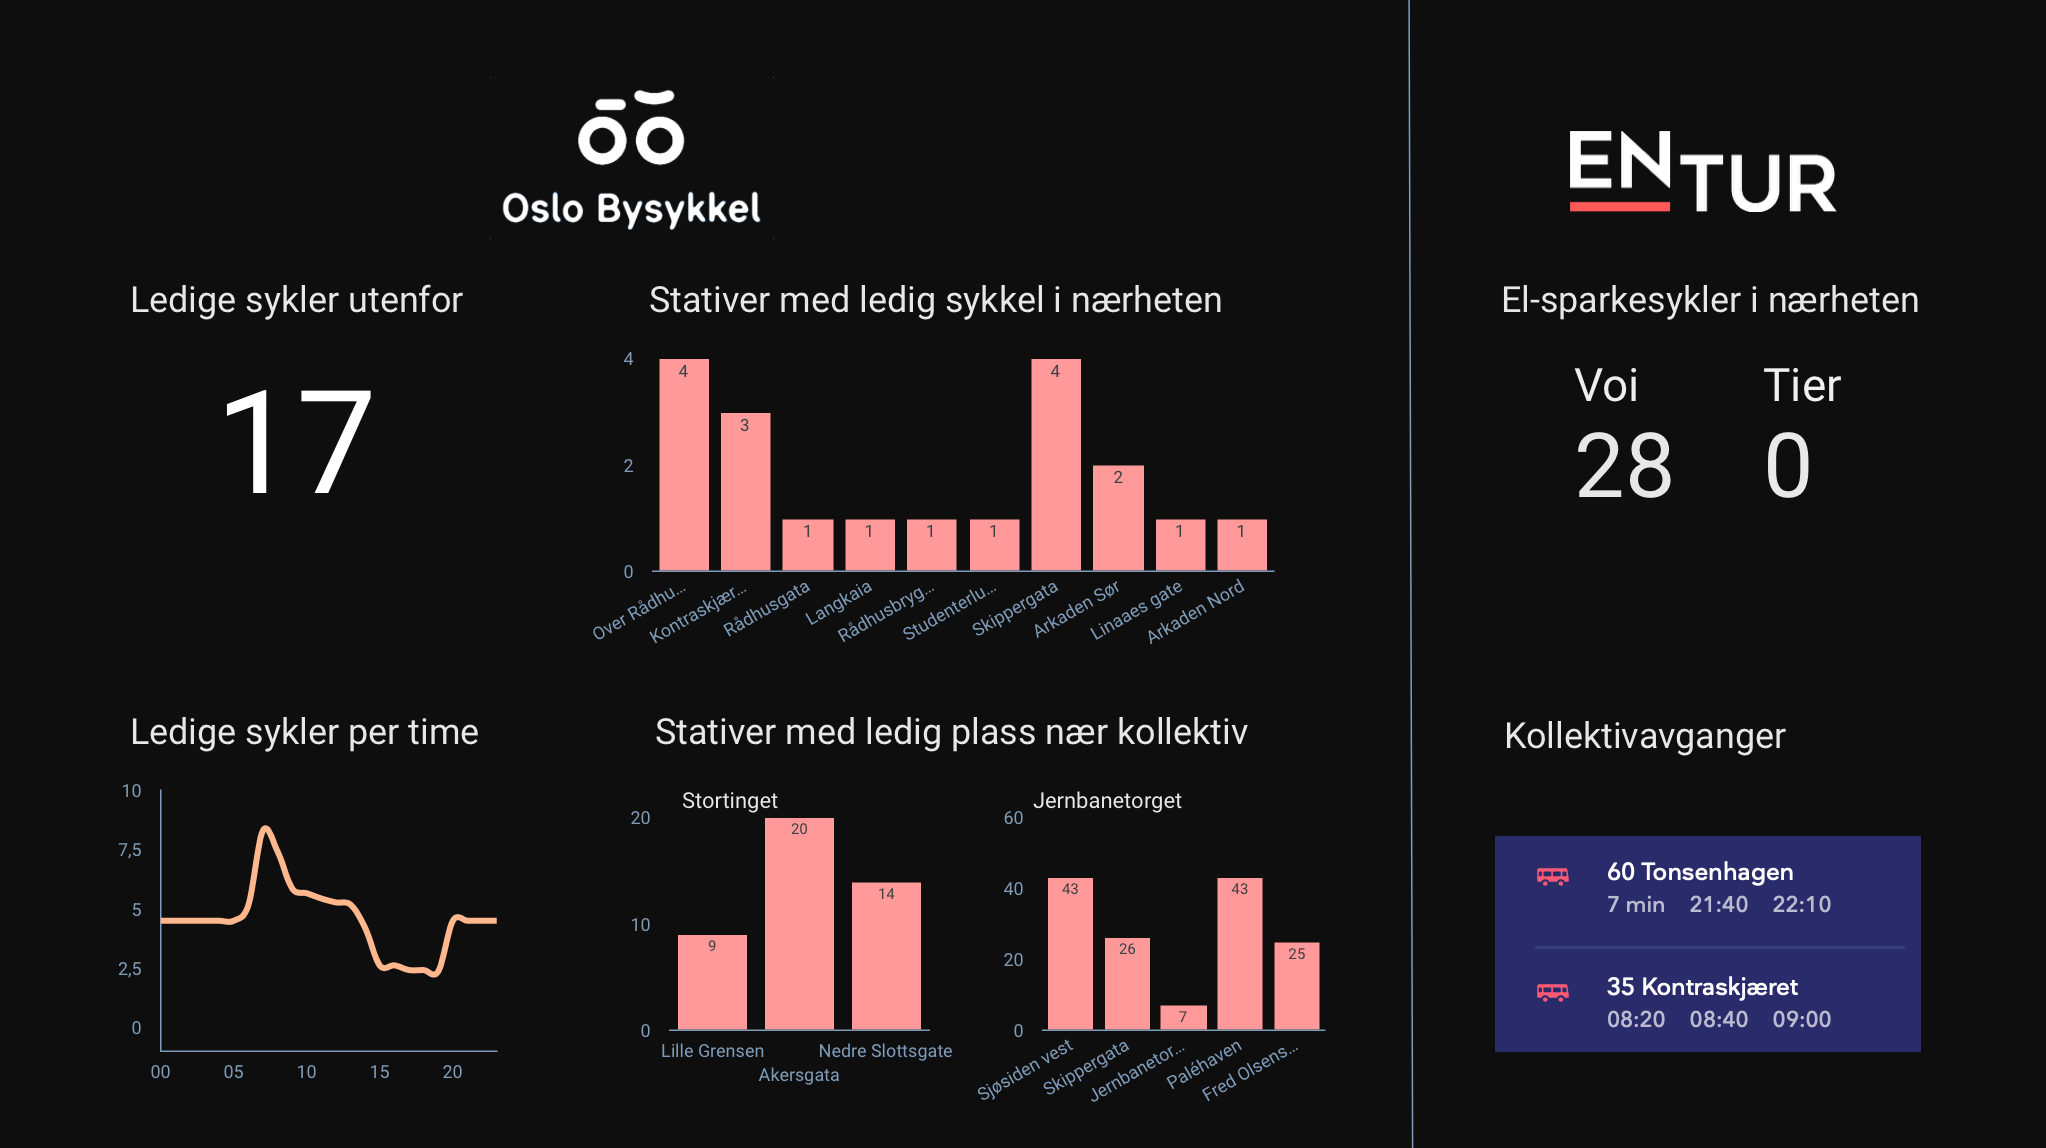 Oslo Bysykkel
Ledige sykler utenfor
17
Stativer med ledig sykkel i nærheten
4
2
0
4
3
1
1
1
1
4
2
1
1
Over Rådhu...
Kontraskjær...
Rådhusgata
Langkaia
Rådhusbryg...
Studenterlu...
Skippergata
Arkaden Sør
Linaaes gate
Arkaden Nord
Ledige sykler per time
10
7,5
5
2,5
0
00 05 10 15 20
Stativer med ledig plass nær kollektiv
Stortinget
20
10
0
9
20
14
Lille Grensen
Akersgata
Nedre Slottsgate
Jernbanetorget
60
40
20
0
43
26
7
43
25
Sjøsiden vest
Skippergata
Jernbanetor...
Paléhaven
Fred Olsens...
ENTUR
El-sparkesykler i nærheten
Voi Tier
28 0
Kollektivavganger
60 Tonsenhagen
7 min 21:40 22:10
35 Kontraskjæret
08:20 08:40 09:00